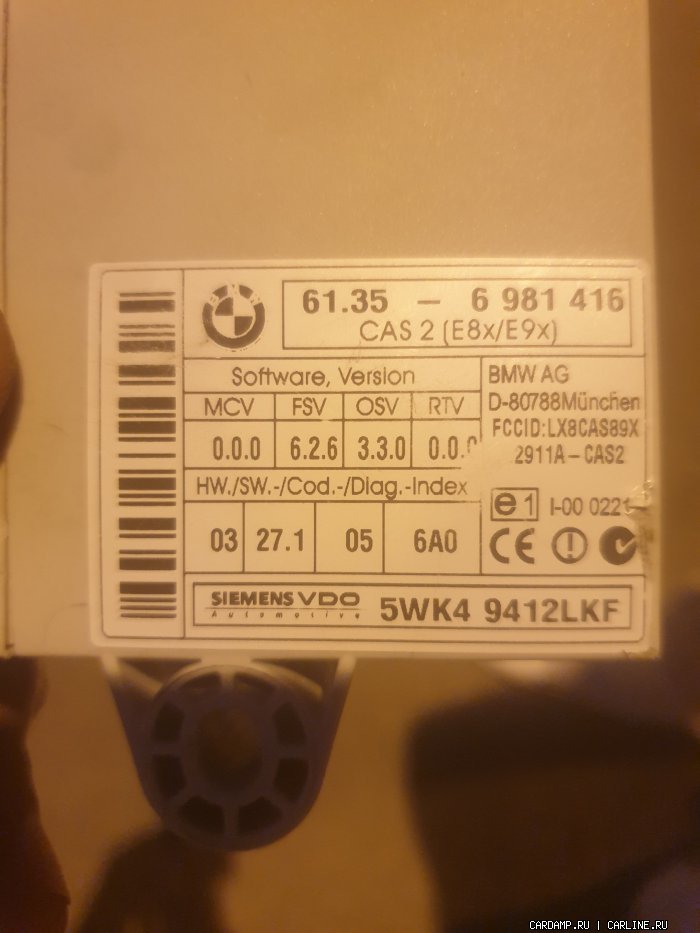 BMW
61.35 – 6 981 416
CAS 2 (E8x/E9x)
Software, Version
MCV FSV OSV RTV
0.0.0 6.2.6 3.3.0 0.0.
HW./SW.-/Cod.-/Diag.-Index
03 27.1 05 6A0
BMW AG
D-80788München
FCCID:LX8CAS89X
2911A – CAS2
e1 I-00 0221
CE
SIEMENS VDO
Automotive
5WK4 9412LKF
CARDAMP.RU | CARLINE.RU